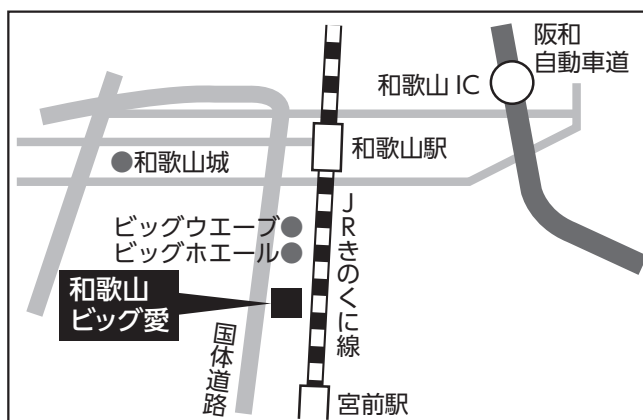 阪和
自動車道
和歌山 IC
和歌山駅
和歌山城
ビッグウエーブ
ビッグホエール
JRきのくに線
和歌山
ビッグ愛
国体道路
宮前駅